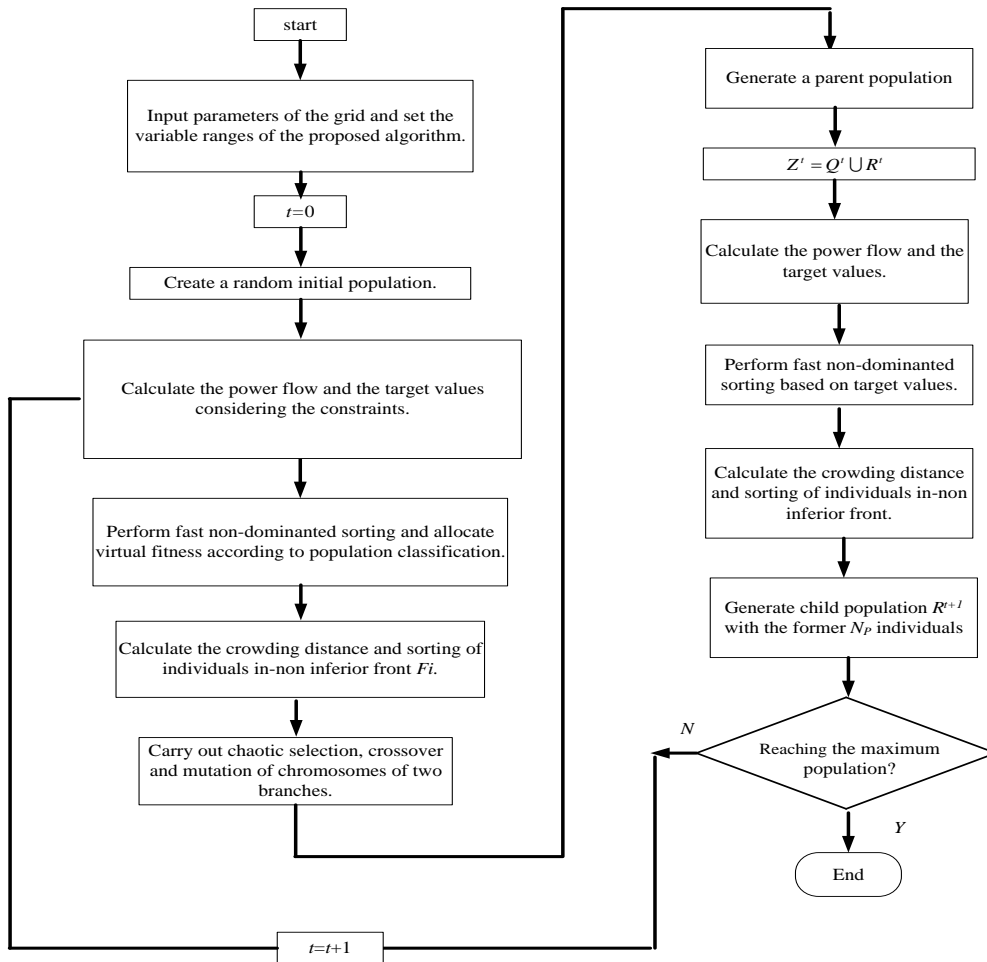 start
Input parameters of the grid and set the
variable ranges of the proposed algorithm.
t=0
Create a random initial population.
Calculate the power flow and the target values
considering the constraints.
Perform fast non-dominanted sorting and allocate
virtual fitness according to population classification.
Calculate the crowding distance and sorting of
individuals in-non inferior front Fi.
Carry out chaotic selection, crossover
and mutation of chromosomes of two
branches.
Generate a parent population
Z^t = Q^t ⋃ R^t
Calculate the power flow and the
target values.
Perform fast non-dominanted
sorting based on target values.
Calculate the crowding distance
and sorting of individuals in-non
inferior front.
Generate child population R^{t+1}
with the former N_P individuals
Reaching the maximum
population?
N
Y
End
t=t+1